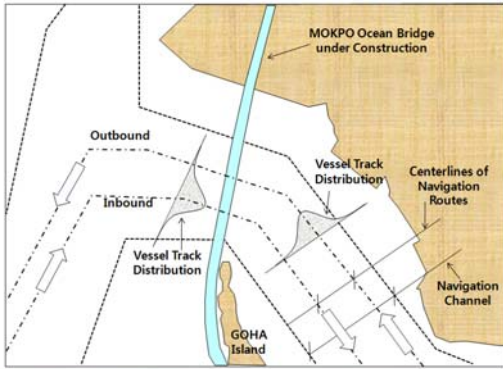 MOKPO Ocean Bridge
under Construction
Outbound
Vessel Track
Distribution
Centerlines of
Navigation
Routes
Inbound
Vessel Track
Distribution
Navigation
Channel
GOHA
Island